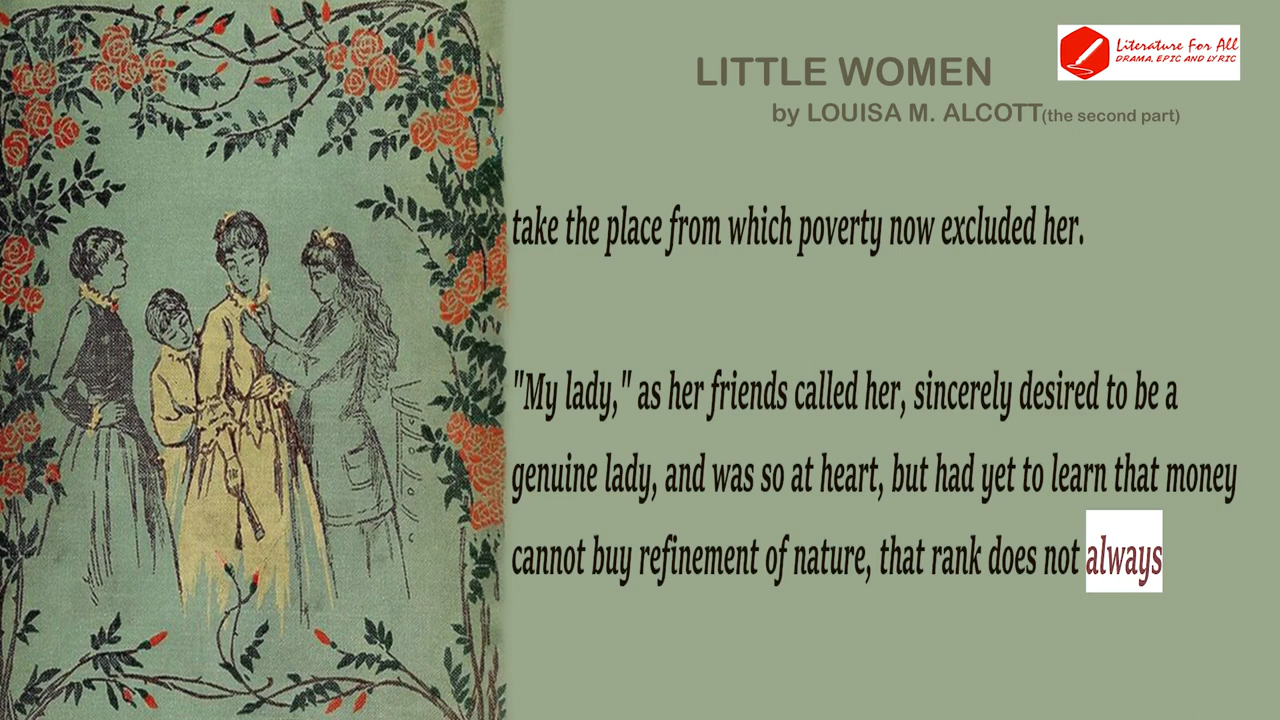 LITTLE WOMEN
by LOUISA M. ALCOTT(the second part)
Literature For All
DRAMA, EPIC AND LYRIC
take the place from which poverty now excluded her.
"My lady," as her friends called her, sincerely desired to be a
genuine lady, and was so at heart, but had yet to learn that money
cannot buy refinement of nature, that rank does not always